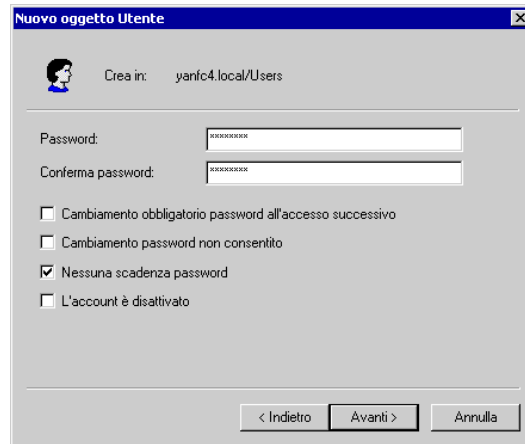 Nuovo oggetto Utente
Crea in: yanfc4.local/Users
Password: ********
Conferma password: ********
Cambiamento obbligatorio password all'accesso successivo
Cambiamento password non consentito
Nessuna scadenza password
L'account è disattivato
< Indietro Avanti > Annulla